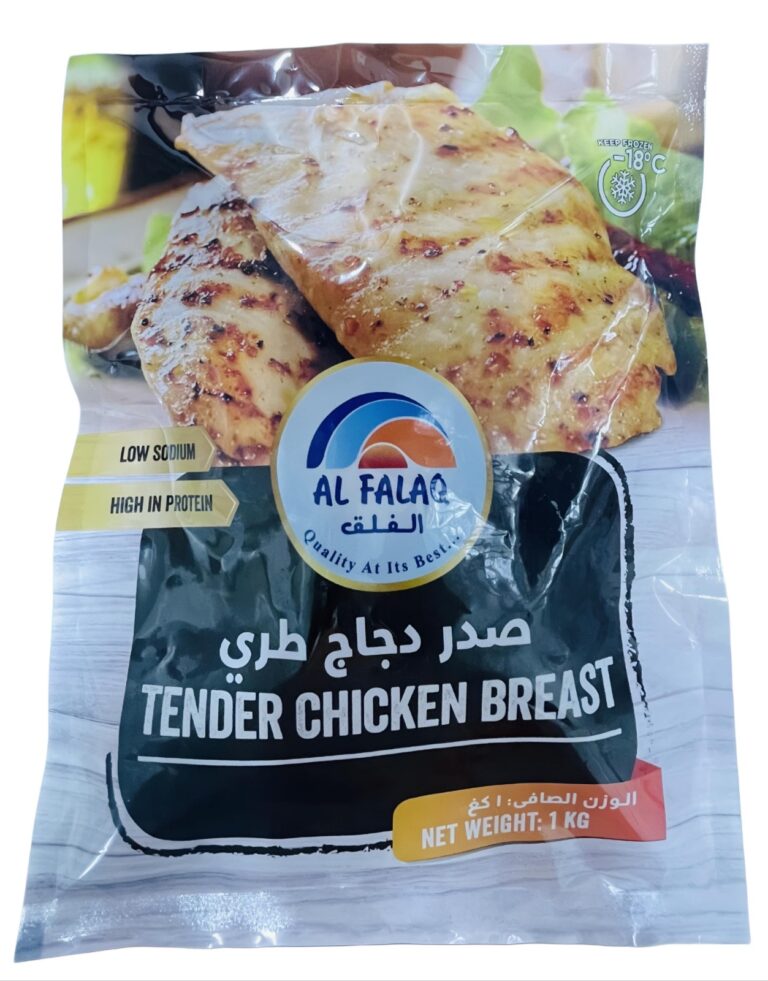 KEEP FROZEN
-18°C
LOW SODIUM
HIGH IN PROTEIN
AL FALAQ
الفلق
Quality At Its Best...
صدر دجاج طري
TENDER CHICKEN BREAST
الوزن الصافي: ١ كغ
NET WEIGHT: 1 KG